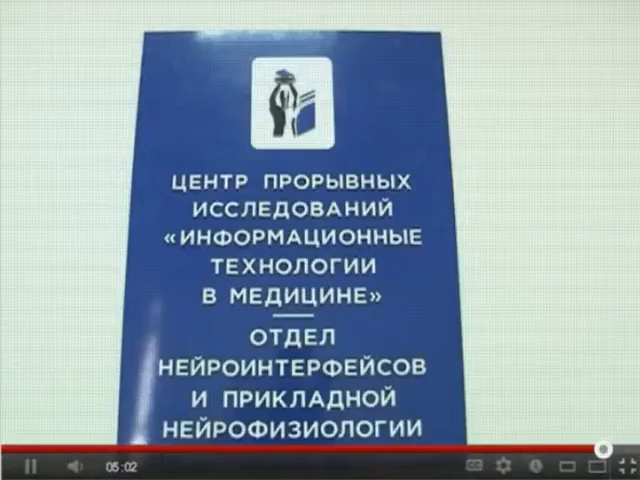 ЦЕНТР ПРОРЫВНЫХ
ИССЛЕДОВАНИЙ
«ИНФОРМАЦИОННЫЕ
ТЕХНОЛОГИИ
В МЕДИЦИНЕ»
ОТДЕЛ
НЕЙРОИНТЕРФЕЙСОВ
И ПРИКЛАДНОЙ
НЕЙРОФИЗИОЛОГИИ
05:02